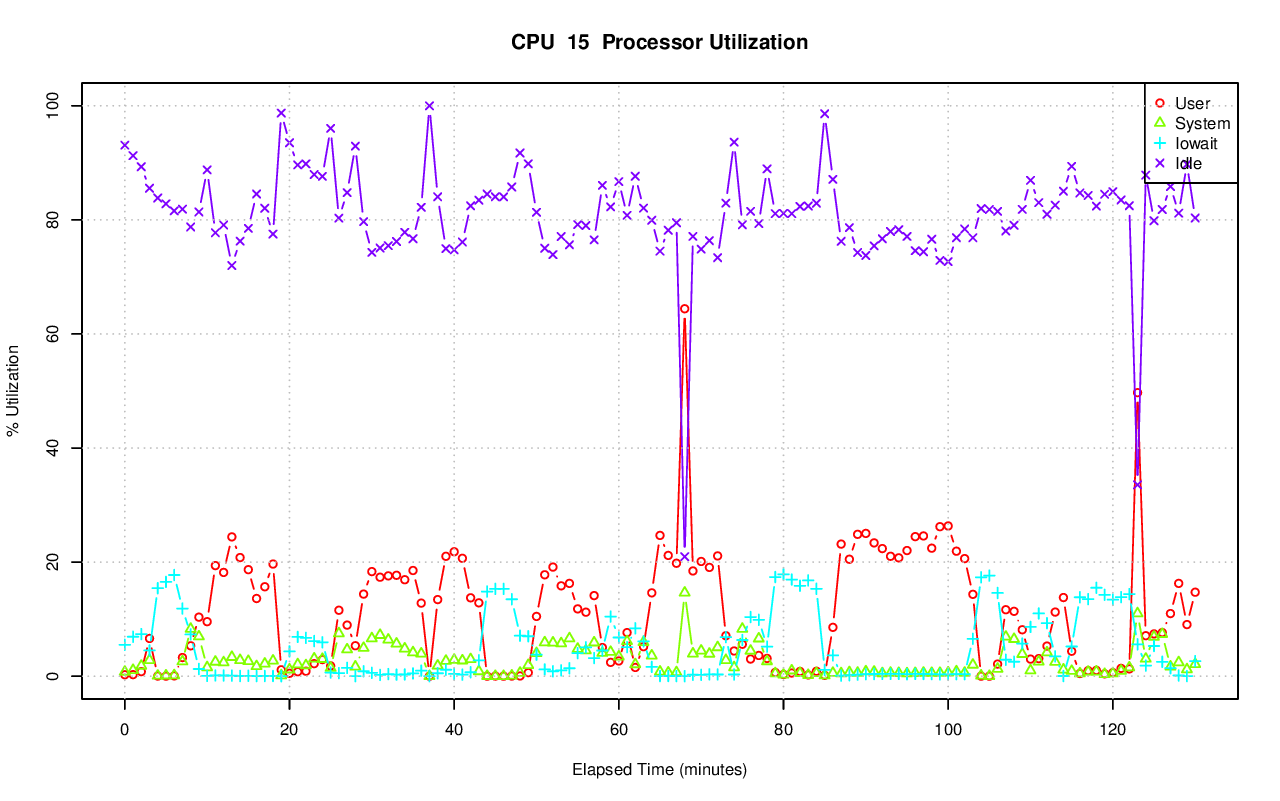 CPU 15 Processor Utilization
% Utilization
100
80
60
40
20
0
User
System
Iowait
Idle
0 20 40 60 80 100 120
Elapsed Time (minutes)